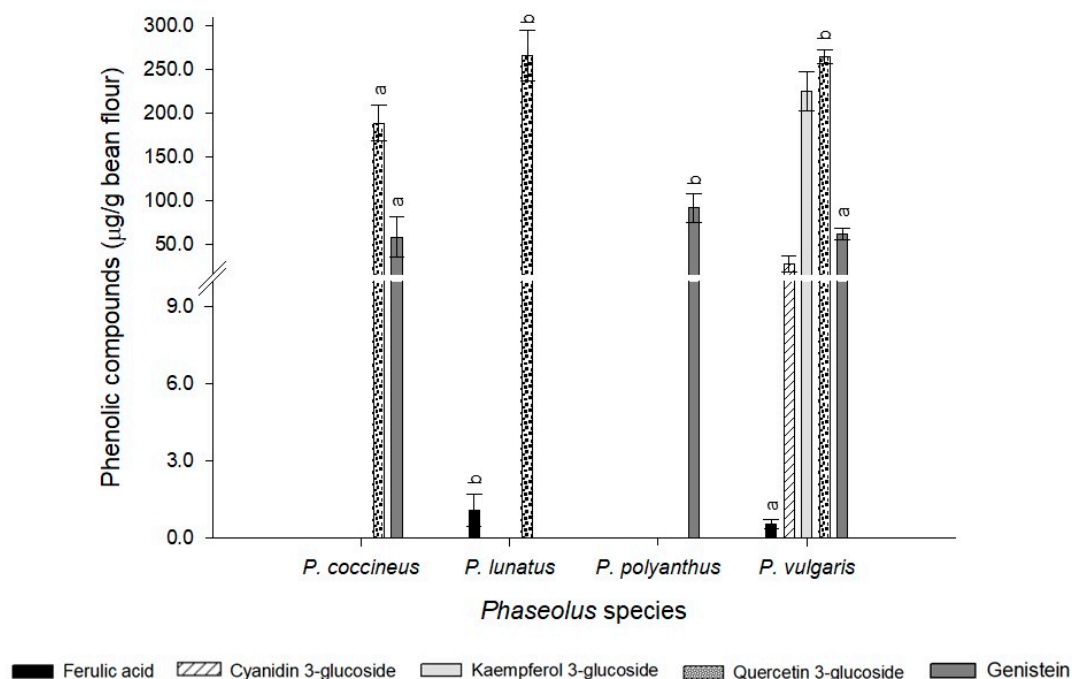 300.0
250.0
200.0
150.0
100.0
50.0
9.0
6.0
3.0
0.0
Phenolic compounds (μg/g bean flour)
a
a
b
b
b
a
b
a
P. coccineus P. lunatus P. polyanthus P. vulgaris
Phaseolus species
Ferulic acid Cyanidin 3-glucoside Kaempferol 3-glucoside Quercetin 3-glucoside Genistein